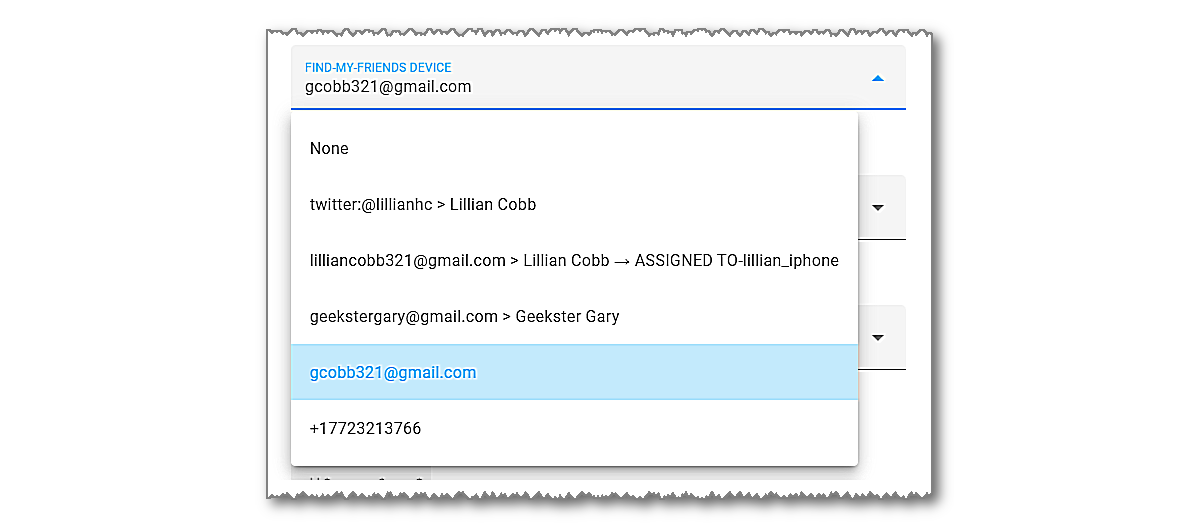 FIND-MY-FRIENDS DEVICE
gcobb321@gmail.com
None
twitter:@lillianhc > Lillian Cobb
lilliancobb321@gmail.com > Lillian Cobb → ASSIGNED TO-lillian_iphone
geekstergary@gmail.com > Geekster Gary
gcobb321@gmail.com
+17723213766